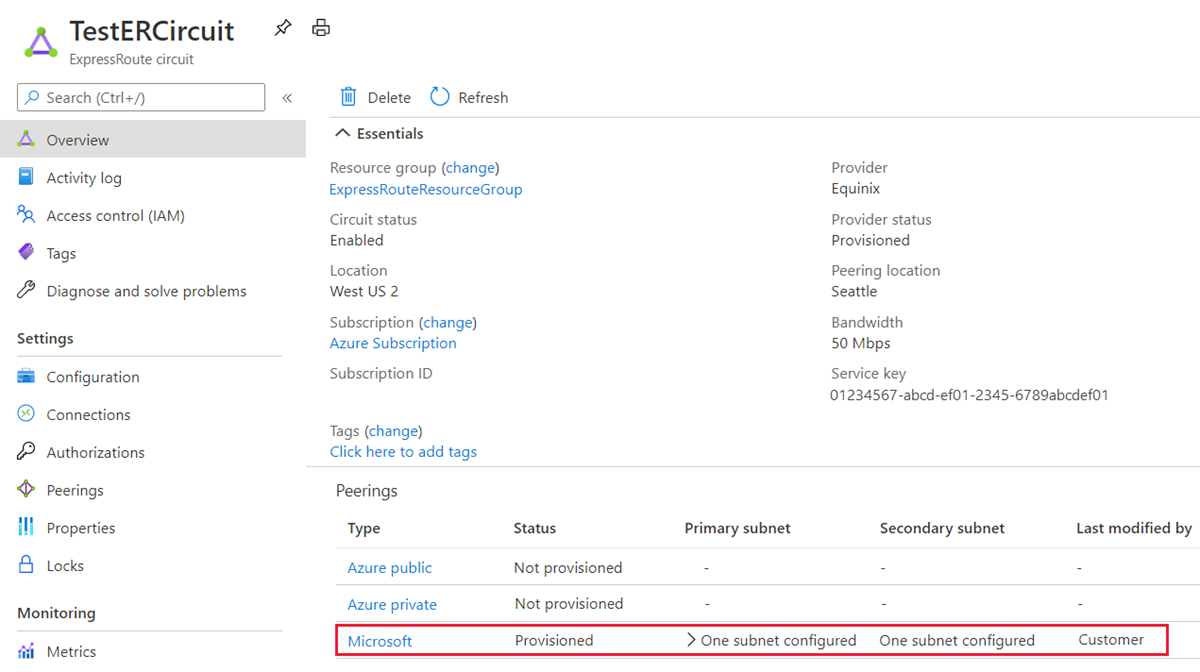 TestERCircuit
ExpressRoute circuit
Search (Ctrl+/)
«
Overview
Activity log
Access control (IAM)
Tags
Diagnose and solve problems
Settings
Configuration
Connections
Authorizations
Peerings
Properties
Locks
Monitoring
Metrics
Delete Refresh
Essentials
Resource group (change)
ExpressRouteResourceGroup
Circuit status
Enabled
Location
West US 2
Subscription (change)
Azure Subscription
Subscription ID
Tags (change)
Click here to add tags
Provider
Equinix
Provider status
Provisioned
Peering location
Seattle
Bandwidth
50 Mbps
Service key
01234567-abcd-ef01-2345-6789abcdef01
Peerings
Type Status Primary subnet Secondary subnet Last modified by
Azure public Not provisioned - - -
Azure private Not provisioned - - -
Microsoft Provisioned One subnet configured One subnet configured Customer